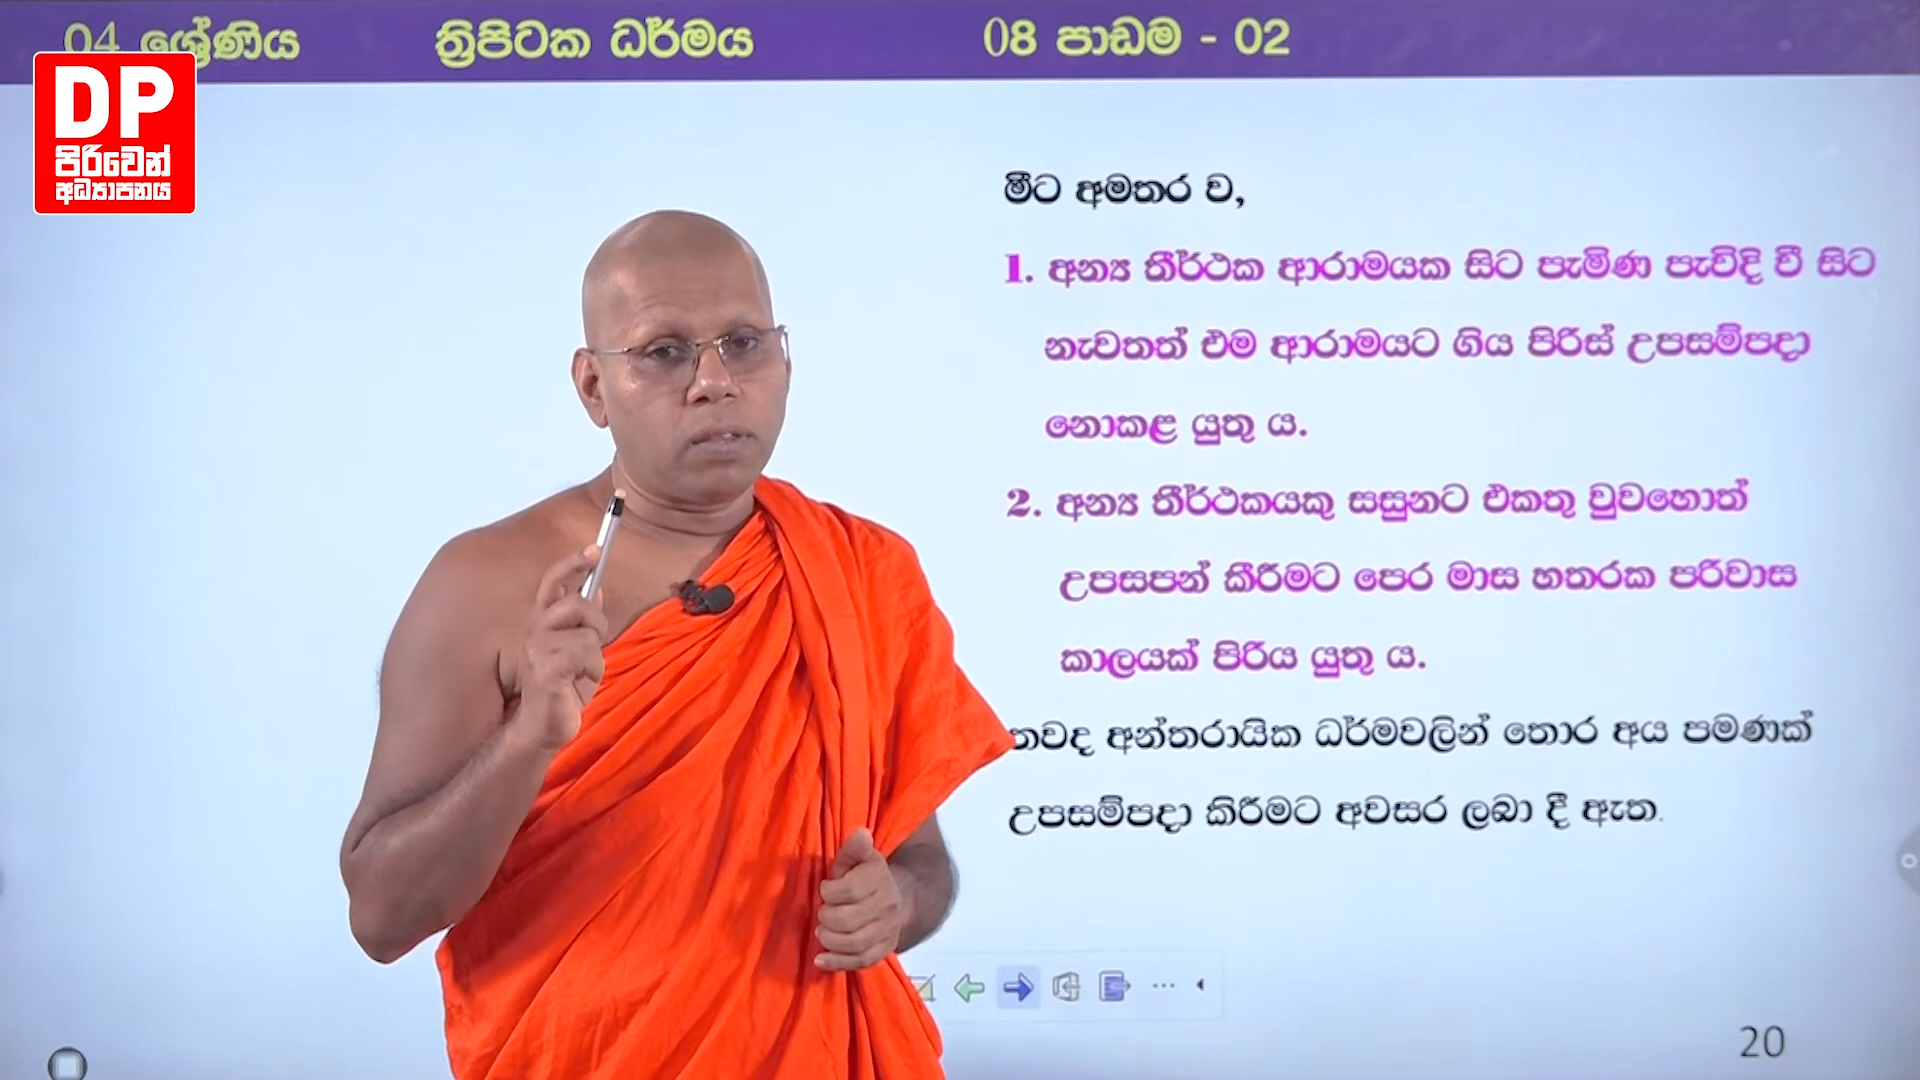 04 ශ්‍රේණිය ත්‍රිපිටක ධර්මය 08 පාඩම - 02
DP
පිරිවෙන්
අධ්‍යාපනය
මීට අමතර ව,
1. අන්‍ය තීර්ථක ආරාමයක සිට පැමිණ පැවිදි වී සිට
නැවතත් එම ආරාමයට ගිය පිරිස් උපසම්පදා
නොකළ යුතු ය.
2. අන්‍ය තීර්ථකයකු සසුනට එකතු වුවහොත්
උපසපන් කීරීමට පෙර මාස හතරක පරිවාස
කාලයක් පිරිය යුතු ය.
තවද අන්තරායික ධර්මවලින් තොර අය පමණක්
උපසම්පදා කිරීමට අවසර ලබා දී ඇත.
20